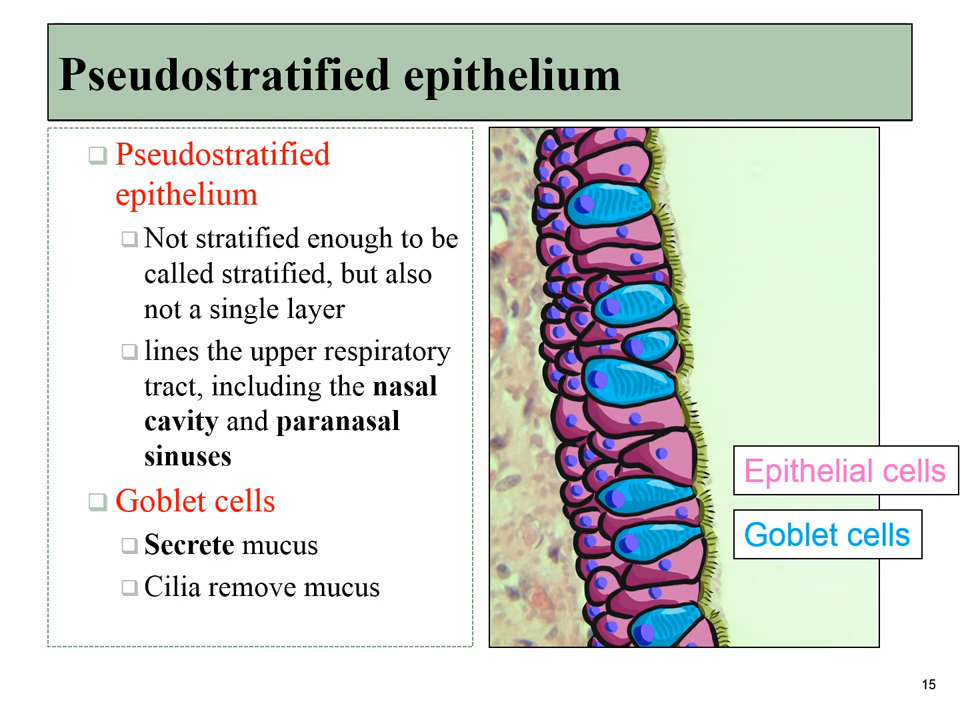 Pseudostratified epithelium
Pseudostratified
epithelium
Not stratified enough to be
called stratified, but also
not a single layer
lines the upper respiratory
tract, including the nasal
cavity and paranasal
sinuses
Goblet cells
Secrete mucus
Cilia remove mucus
Epithelial cells
Goblet cells
15